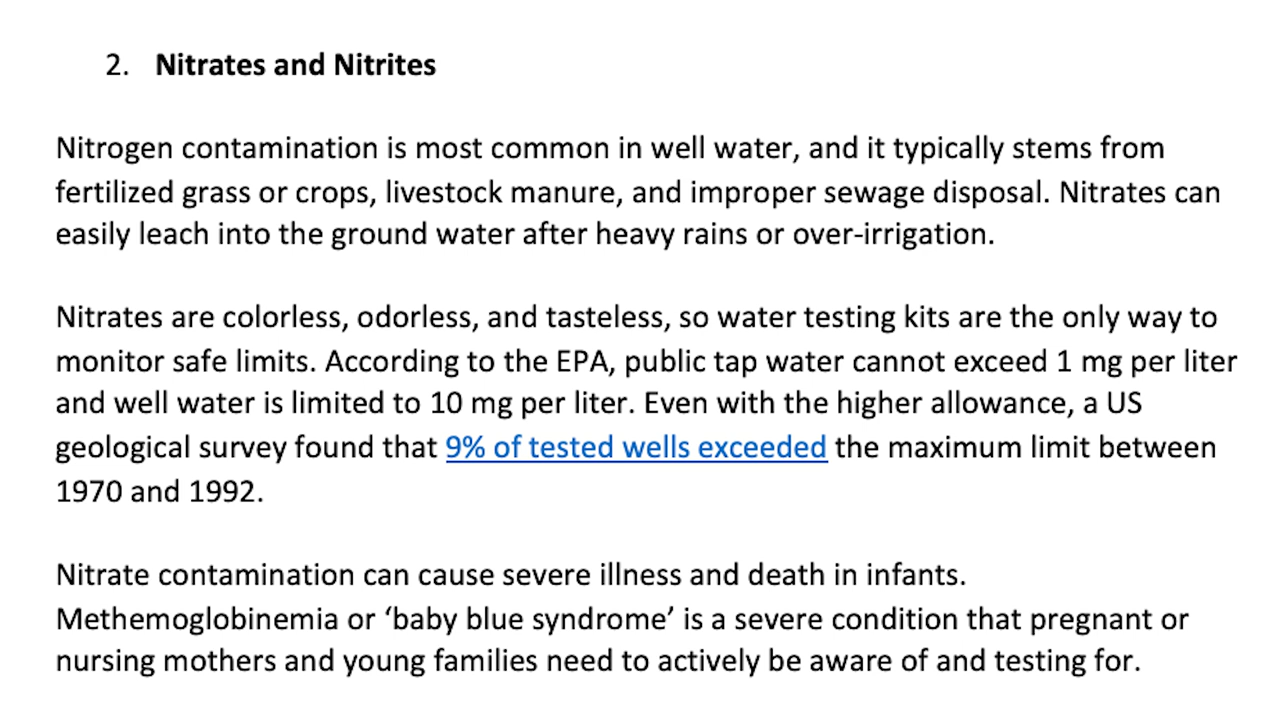 2. Nitrates and Nitrites
Nitrogen contamination is most common in well water, and it typically stems from
fertilized grass or crops, livestock manure, and improper sewage disposal. Nitrates can
easily leach into the ground water after heavy rains or over-irrigation.
Nitrates are colorless, odorless, and tasteless, so water testing kits are the only way to
monitor safe limits. According to the EPA, public tap water cannot exceed 1 mg per liter
and well water is limited to 10 mg per liter. Even with the higher allowance, a US
geological survey found that 9% of tested wells exceeded the maximum limit between
1970 and 1992.
Nitrate contamination can cause severe illness and death in infants.
Methemoglobinemia or ‘baby blue syndrome’ is a severe condition that pregnant or
nursing mothers and young families need to actively be aware of and testing for.